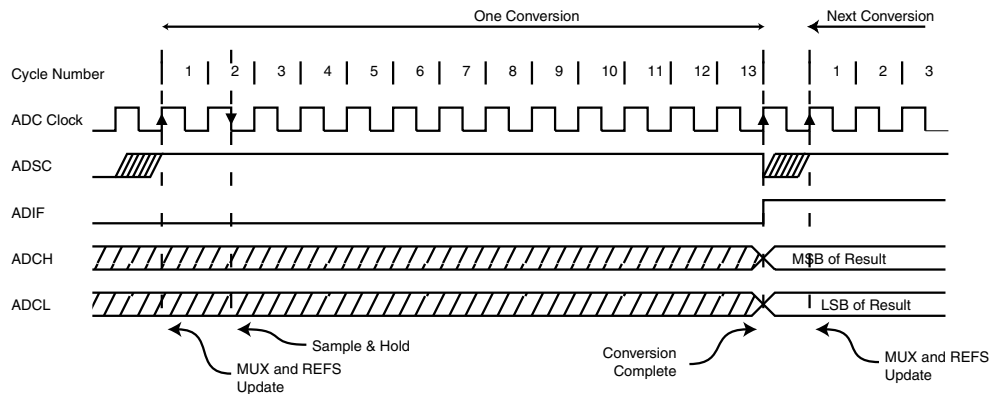 One Conversion
Next Conversion
Cycle Number 1 2 3 4 5 6 7 8 9 10 11 12 13 1 2 3
ADC Clock
ADSC
ADIF
ADCH
MSB of Result
ADCL
LSB of Result
Sample & Hold
MUX and REFS
Update
Conversion
Complete
MUX and REFS
Update